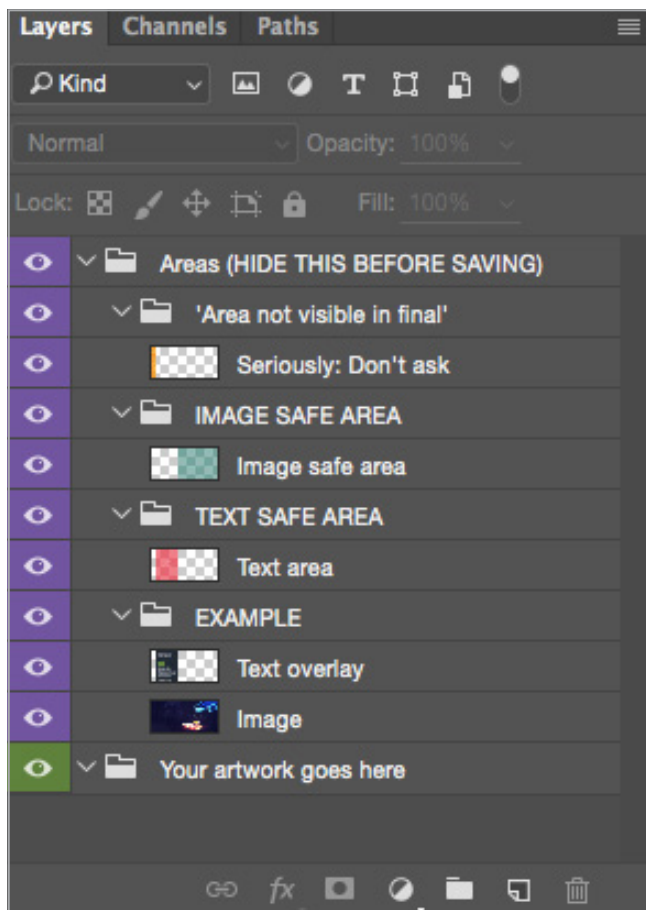 Layers Channels Paths
Kind T
Normal Opacity: 100%
Lock: Fill: 100%
Areas (HIDE THIS BEFORE SAVING)
'Area not visible in final'
Seriously: Don't ask
IMAGE SAFE AREA
Image safe area
TEXT SAFE AREA
Text area
EXAMPLE
Text overlay
Image
Your artwork goes here
fx